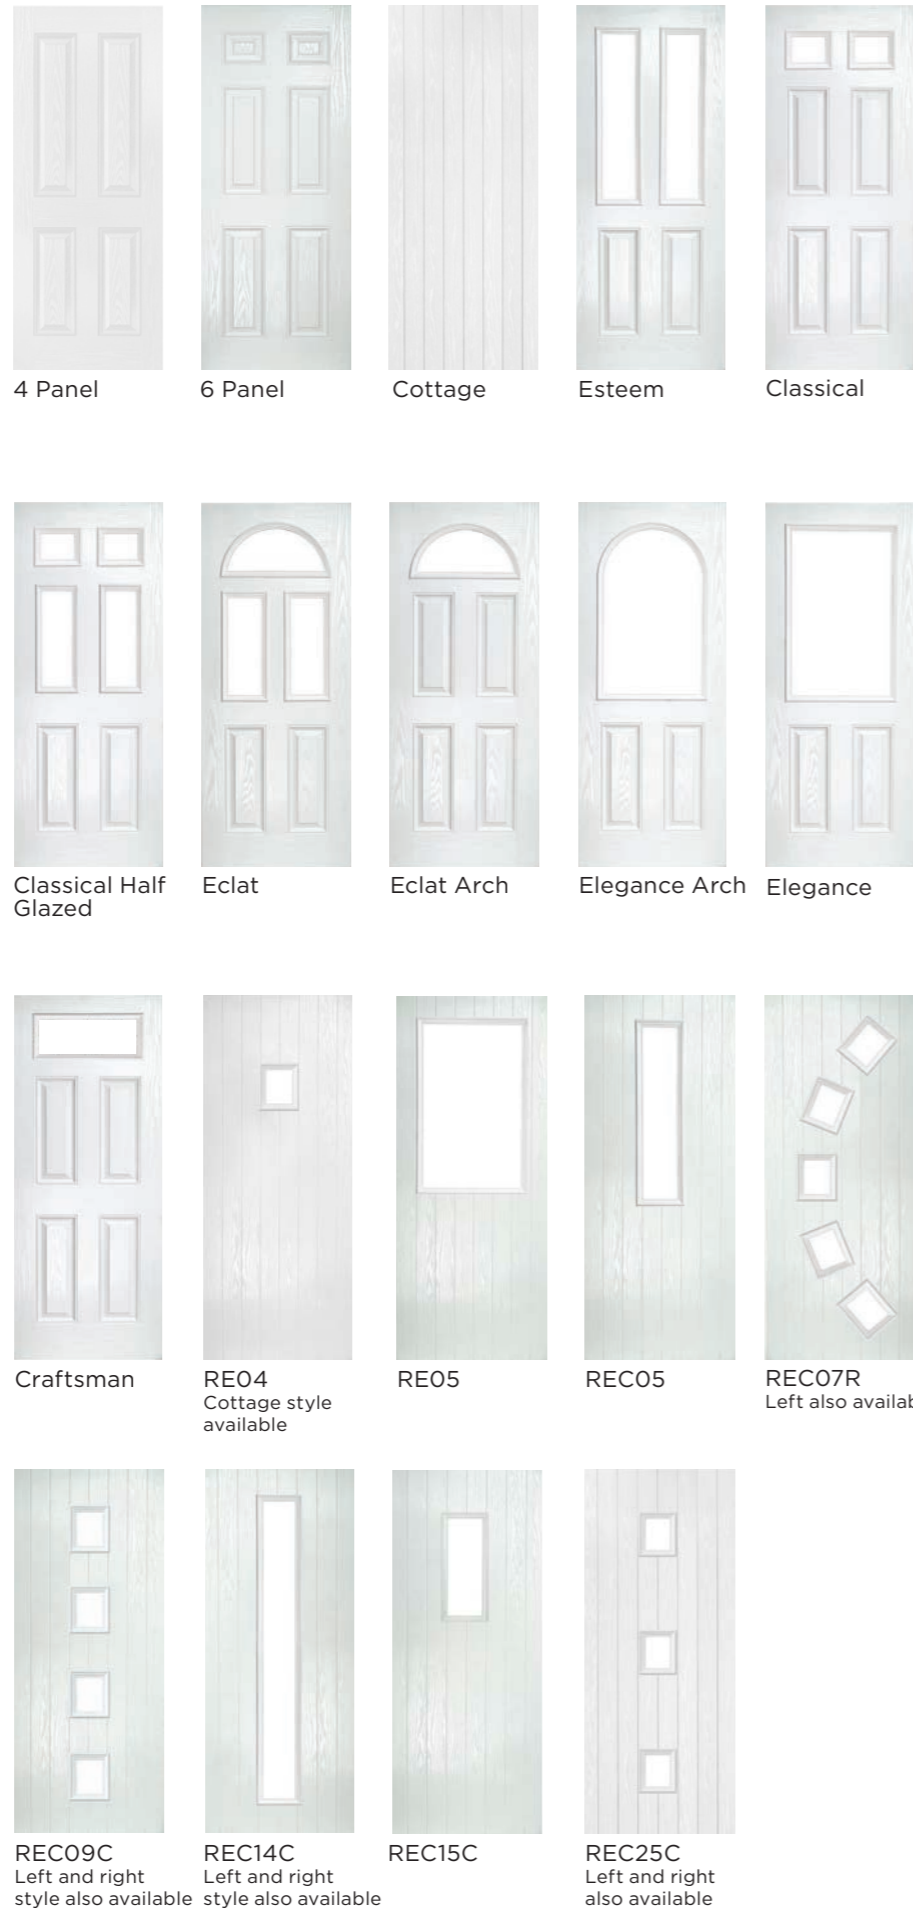 4 Panel
6 Panel
Cottage
Esteem
Classical
Classical Half
Glazed
Eclat
Eclat Arch
Elegance Arch
Elegance
Craftsman
RE04
Cottage style
available
RE05
REC05
REC07R
Left also
REC09C
Left and right
style also available
REC14C
Left and right
style also available
REC15C
REC25C
Left and right
also available